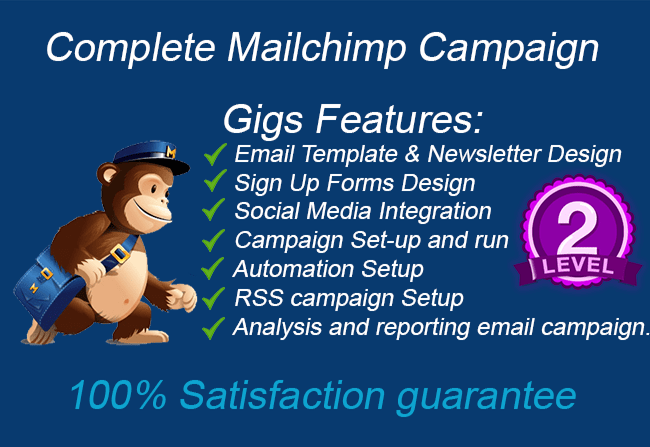 Complete Mailchimp Campaign
Gigs Features:
Email Template & Newsletter Design
Sign Up Forms Design
Social Media Integration
Campaign Set-up and run
Automation Setup
RSS campaign Setup
Analysis and reporting email campaign.
2
LEVEL
100% Satisfaction guarantee